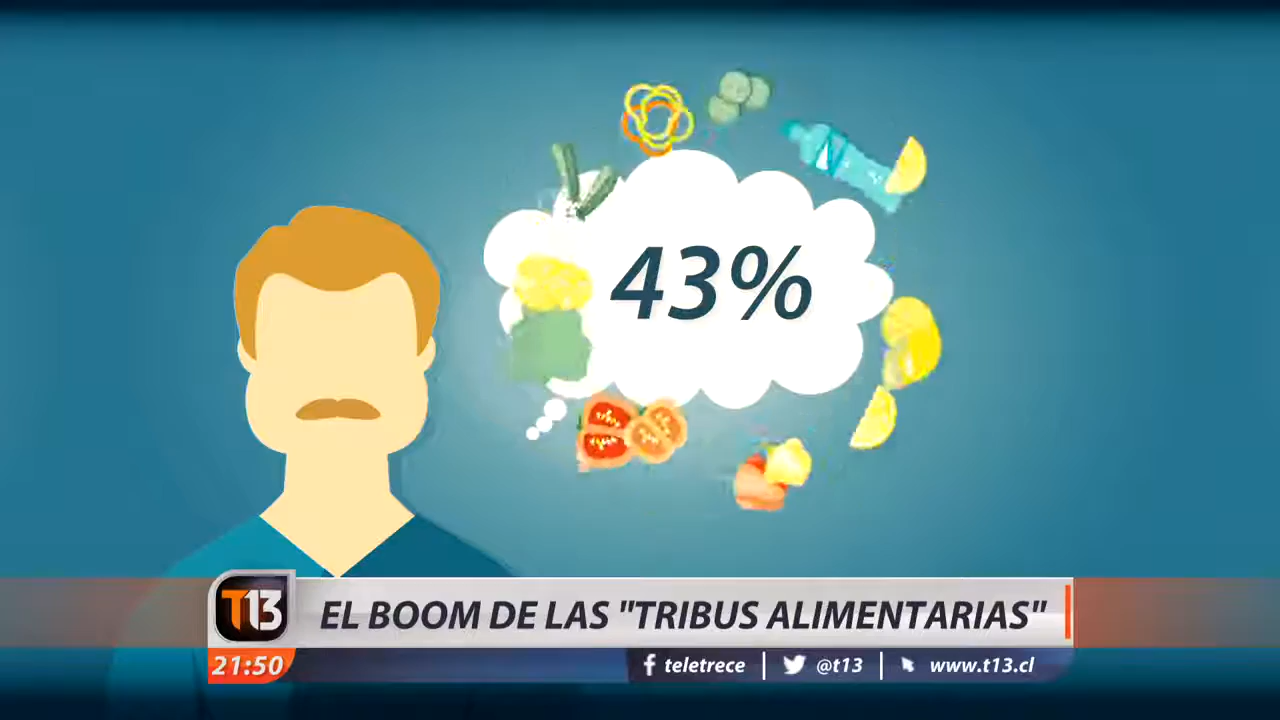 43%
T13
EL BOOM DE LAS "TRIBUS ALIMENTARIAS"
21:50
teletrece
@t13
www.t13.cl